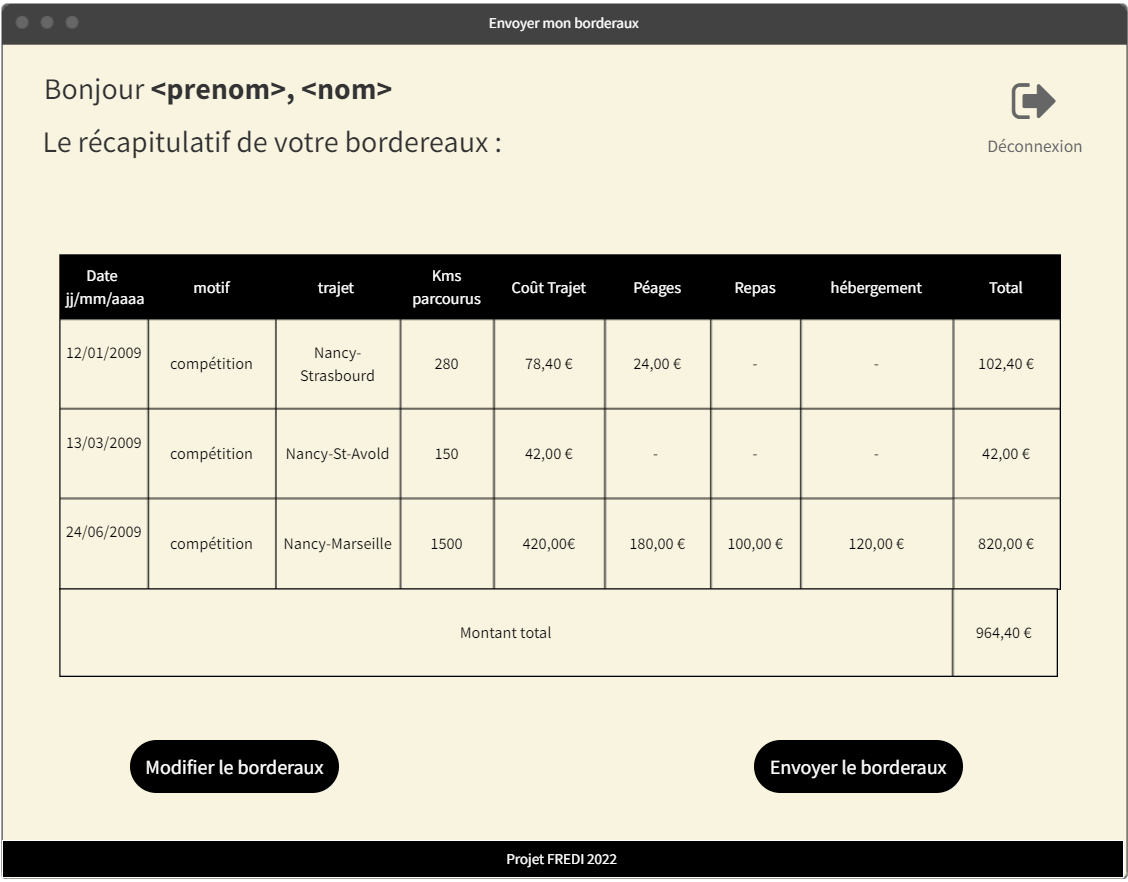 Envoyer mon borderaux
Bonjour <prenom>, <nom>
Le récapitulatif de votre bordereaux :
Déconnexion
Date jj/mm/aaaa motif trajet Kms parcourus Coût Trajet Péages Repas hébergement Total
12/01/2009 compétition Nancy-Strasbourd 280 78,40 € 24,00 € - - 102,40 €
13/03/2009 compétition Nancy-St-Avold 150 42,00 € - - - 42,00 €
24/06/2009 compétition Nancy-Marseille 1500 420,00€ 180,00 € 100,00 € 120,00 € 820,00 €
Montant total 964,40 €
Modifier le borderaux
Envoyer le borderaux
Projet FREDI 2022